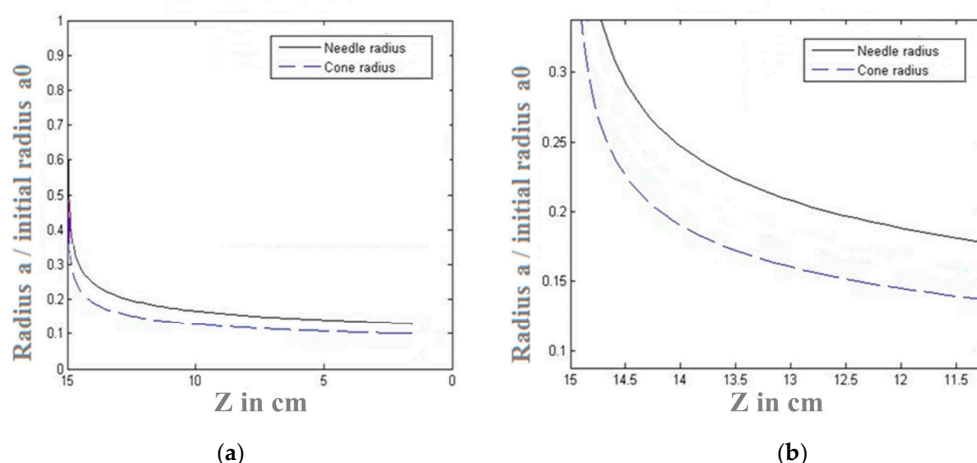 Radius a / initial radius a0
1
0.9
0.8
0.7
0.6
0.5
0.4
0.3
0.2
0.1
0
Needle radius
Cone radius
15
10
5
0
Z in cm
(a)
Radius a / initial radius a0
0.3
0.25
0.2
0.15
0.1
Needle radius
Cone radius
15
14.5
14
13.5
13
12.5
12
11.5
Z in cm
(b)